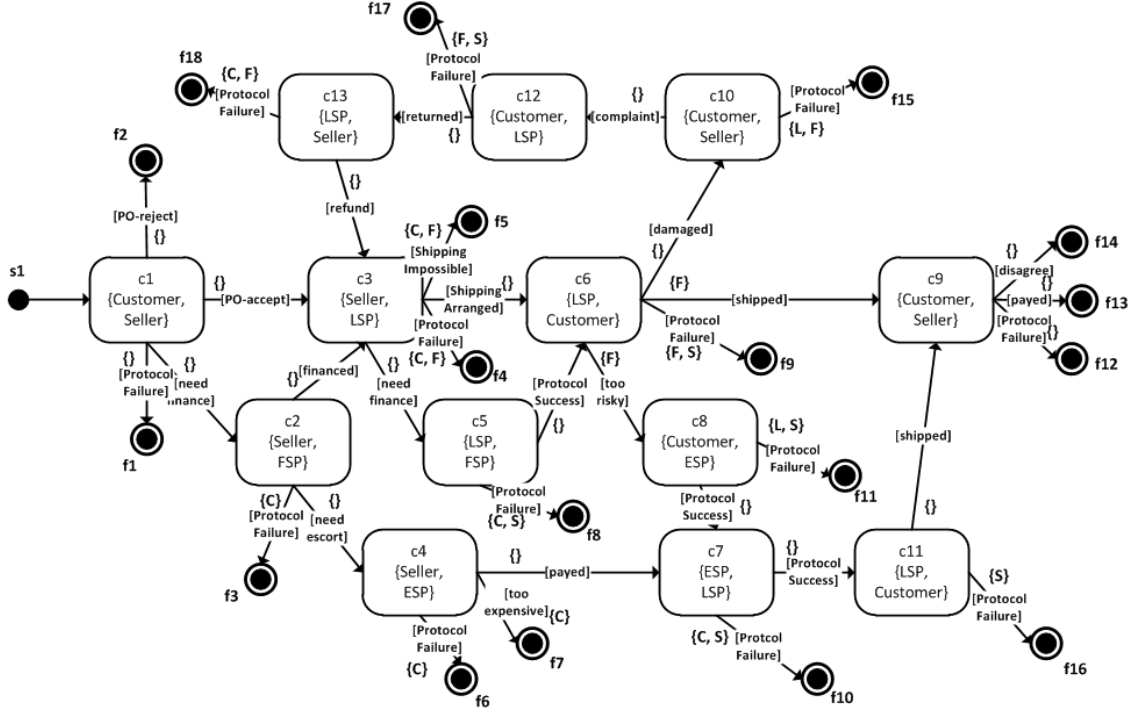 f17
{F, S}
[Protocol
Failure]
f18
{C, F}
[Protocol
Failure]
c13
{LSP,
Seller}
[returned]
{}
c12
{Customer,
LSP}
{}
[complaint]
c10
{Customer,
Seller}
[Protocol
Failure]
{L, F}
f15
f2
[PO-reject]
{}
{}
[refund]
{C, F}
f5
[Shipping
Impossible]
[damaged]
{}
s1
c1
{Customer,
Seller}
{}
[PO-accept]
c3
{Seller,
LSP}
{}
[Shipping
Arranged]
[Protocol
Failure]
{C, F}
f4
c6
{LSP,
Customer}
{F}
[shipped]
[Protocol
Failure]
{F, S}
f9
c9
{Customer,
Seller}
{}
[disagree]
f14
{}
[payed]
f13
[Protocol
Failure]
{}
f12
{}
[Protocol
Failure]
f1
{}
[need
finance]
{}
[financed]
{}
[need
finance]
[Protocol
Success]
{}
{F}
[too
risky]
c2
{Seller,
FSP}
c5
{LSP,
FSP}
c8
{Customer,
ESP}
{L, S}
[Protocol
Failure]
f11
[shipped]
{}
{C}
[Protocol
Failure]
f3
{}
[need
escort]
[Protocol
Failure]
{C, S}
f8
[Protocol
Success]
{}
c4
{Seller,
ESP}
{}
[payed]
c7
{ESP,
LSP}
{}
[Protocol
Success]
c11
{LSP,
Customer}
{S}
[Protocol
Failure]
f16
[too
expensive]
{C}
f7
[Protocol
Failure]
{C}
f6
{C, S}
[Protcol
Failure]
f10